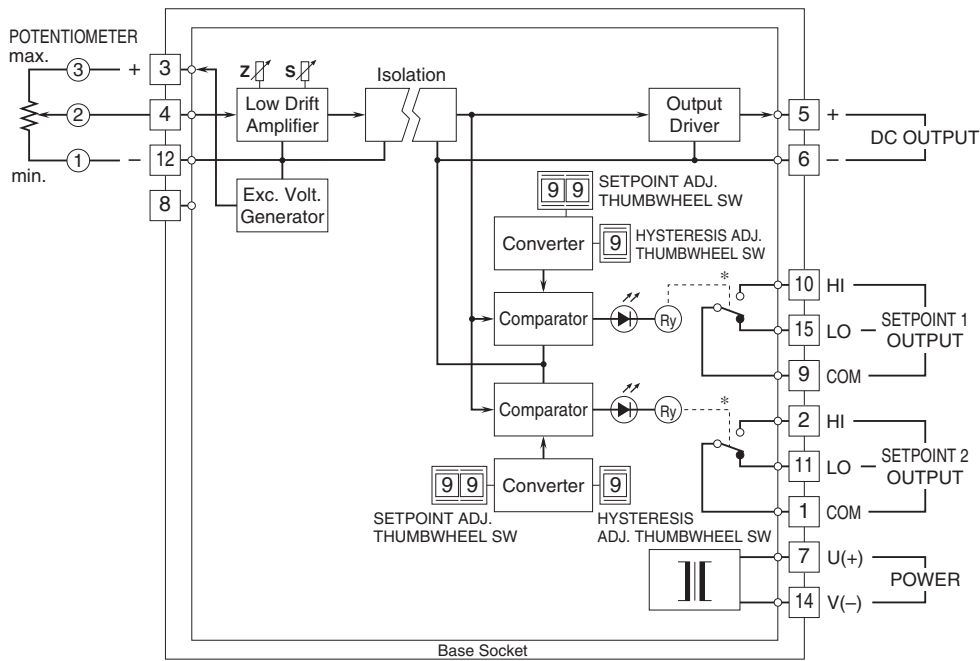 POTENTIOMETER
max.
3
+
3
2
4
1
–
12
min.
8
Z
S
Low Drift
Amplifier
Exc. Volt.
Generator
Isolation
Output
Driver
5
+
DC OUTPUT
6
–
9 9
SETPOINT ADJ.
THUMBWHEEL SW
Converter
9
HYSTERESIS ADJ.
THUMBWHEEL SW
Comparator
Ry
*
10
HI
15
LO
SETPOINT 1
OUTPUT
9
COM
Comparator
Ry
*
2
HI
11
LO
SETPOINT 2
OUTPUT
1
COM
9 9
Converter
9
SETPOINT ADJ.
THUMBWHEEL SW
HYSTERESIS
ADJ. THUMBWHEEL SW
7
U(+)
POWER
14
V(–)
Base Socket